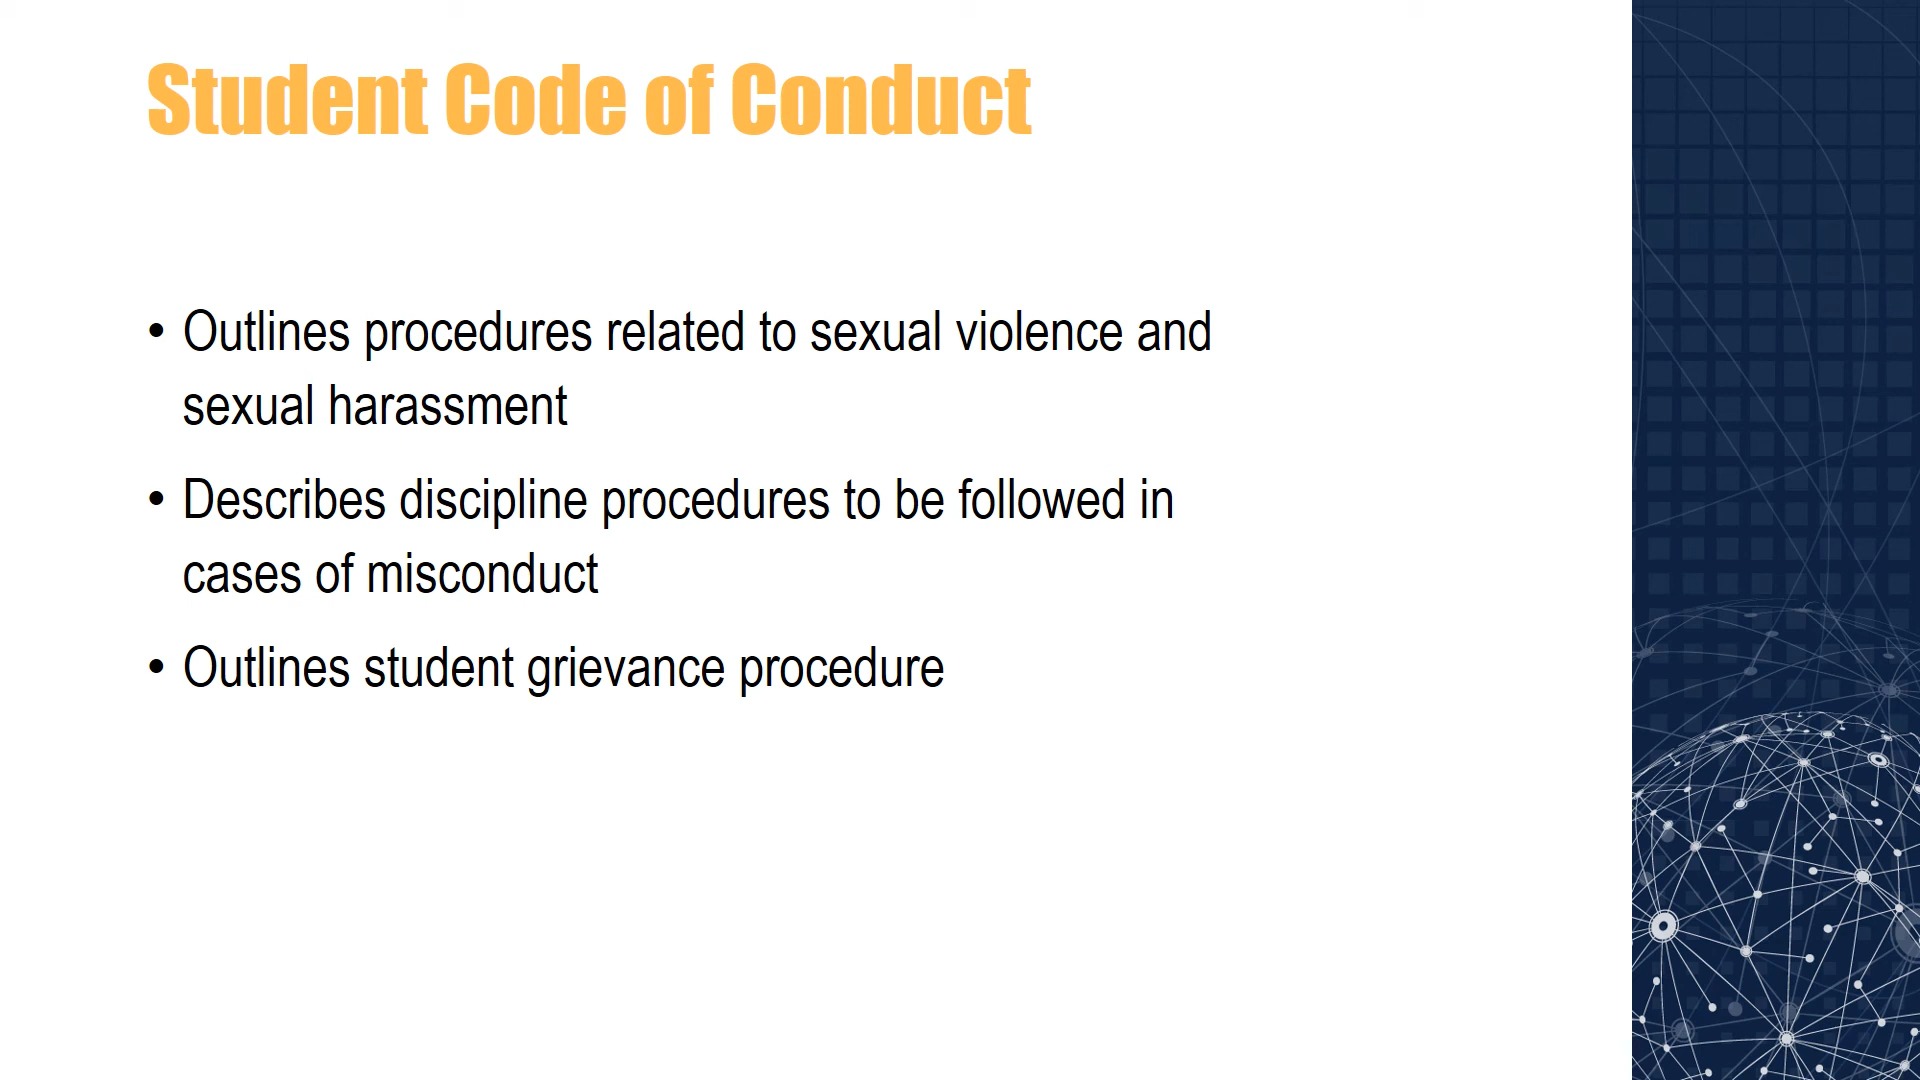 Student Code of Conduct
• Outlines procedures related to sexual violence and
sexual harassment
• Describes discipline procedures to be followed in
cases of misconduct
• Outlines student grievance procedure